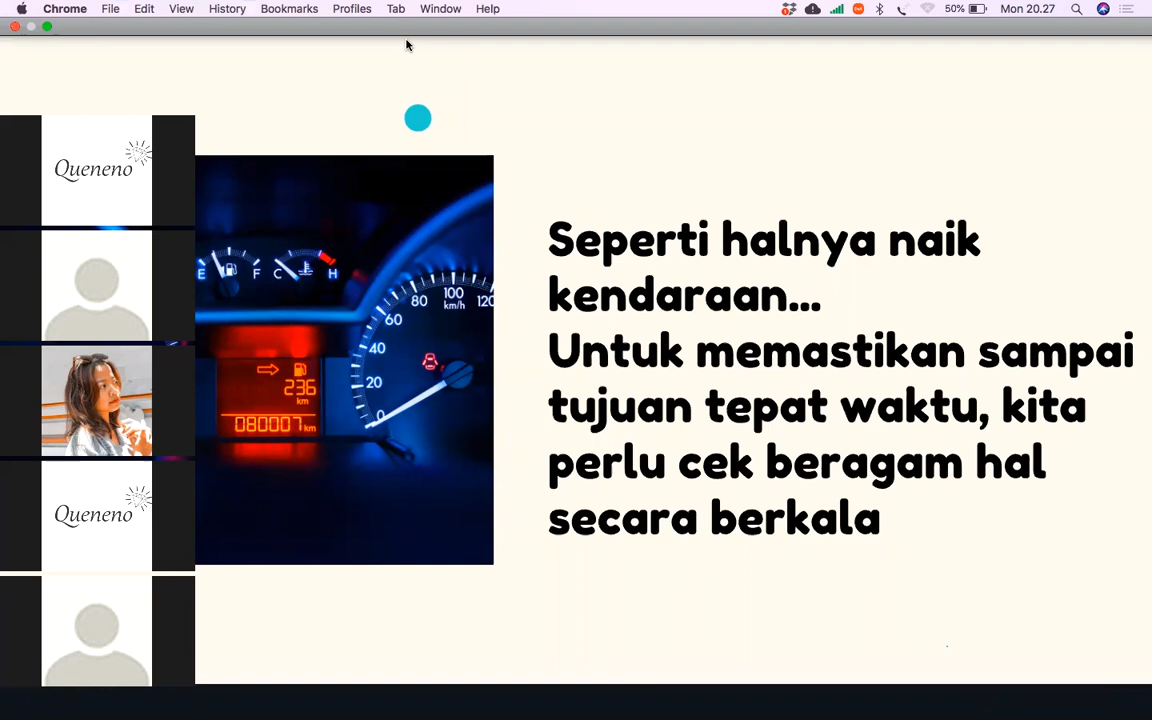 Chrome File Edit View History Bookmarks Profiles Tab Window Help 50% Mon 20.27
Queneno
Queneno
E F C H
0 20 40 60 80 100 120
km/h
236
km
080007 km
Seperti halnya naik
kendaraan...
Untuk memastikan sampai
tujuan tepat waktu, kita
perlu cek beragam hal
secara berkala